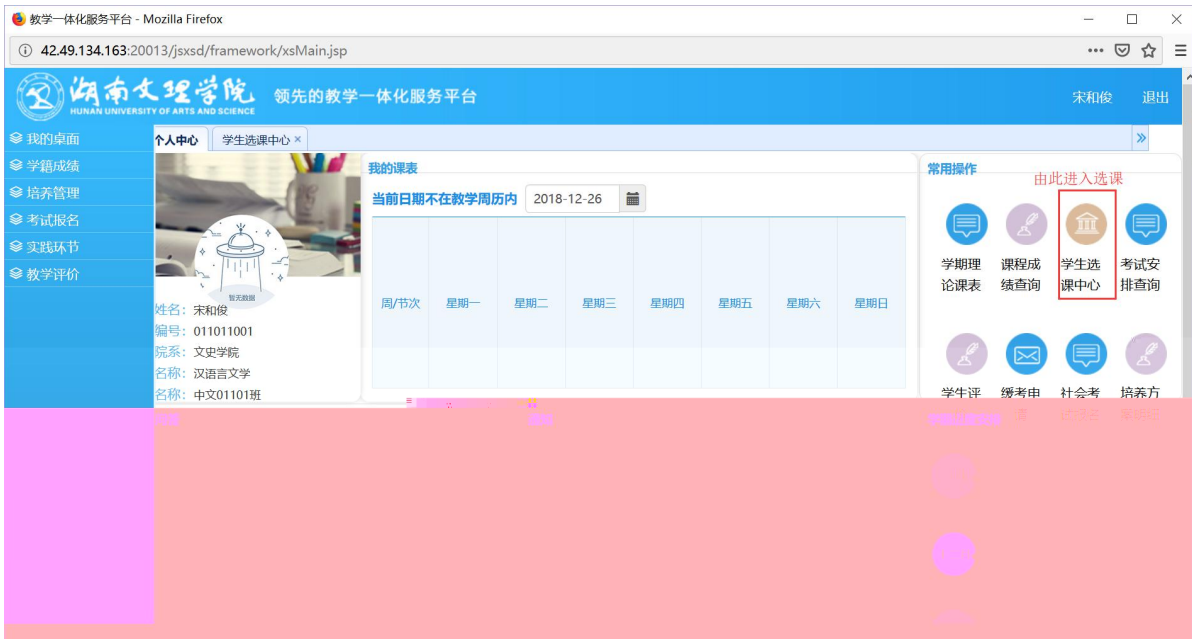 教学一体化服务平台 - Mozilla Firefox
42.49.134.163:20013/jsxsd/framework/xsMain.jsp
湖南文理学院
HUNAN UNIVERSITY OF ARTS AND SCIENCE
领先的教学一体化服务平台
宋和俊 退出
我的桌面
学籍成绩
培养管理
考试报名
实践环节
教学评价
个人中心 学生选课中心 ×
暂无数据
姓名：宋和俊
编号：011011001
院系：文史学院
名称：汉语言文学
名称：中文01101班
我的课表
当前日期不在教学周历内 2018-12-26
周/节次 星期一 星期二 星期三 星期四 星期五 星期六 星期日
常用操作
由此进入选课
学期理论课表
课程成绩查询
学生选课中心
考试安排查询
学生评
缓考申
社会考
培养方